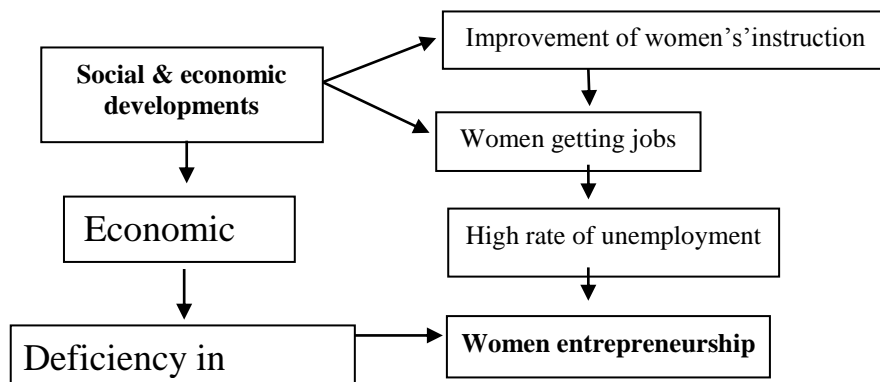 Social & economic
developments
Improvement of women’s’instruction
Women getting jobs
Economic
High rate of unemployment
Deficiency in
Women entrepreneurship